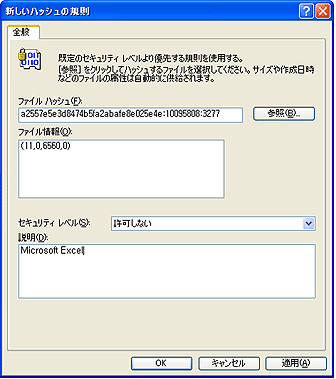 新しいハッシュの規則
全般
既定のセキュリティ レベルより優先する規則を使用する。
[参照] をクリックしてハッシュするファイルを選択してください。サイズや作成日時
などのファイルの属性は自動的に供給されます。
ファイル ハッシュ(F):
a2557e5e3d8474b5fa2abafe8e025e4e:10095808:3277
参照(B)...
ファイル情報(O):
(11,0,6560,0)
セキュリティ レベル(S):
許可しない
説明(D):
Microsoft Excel
OK
キャンセル
適用(A)